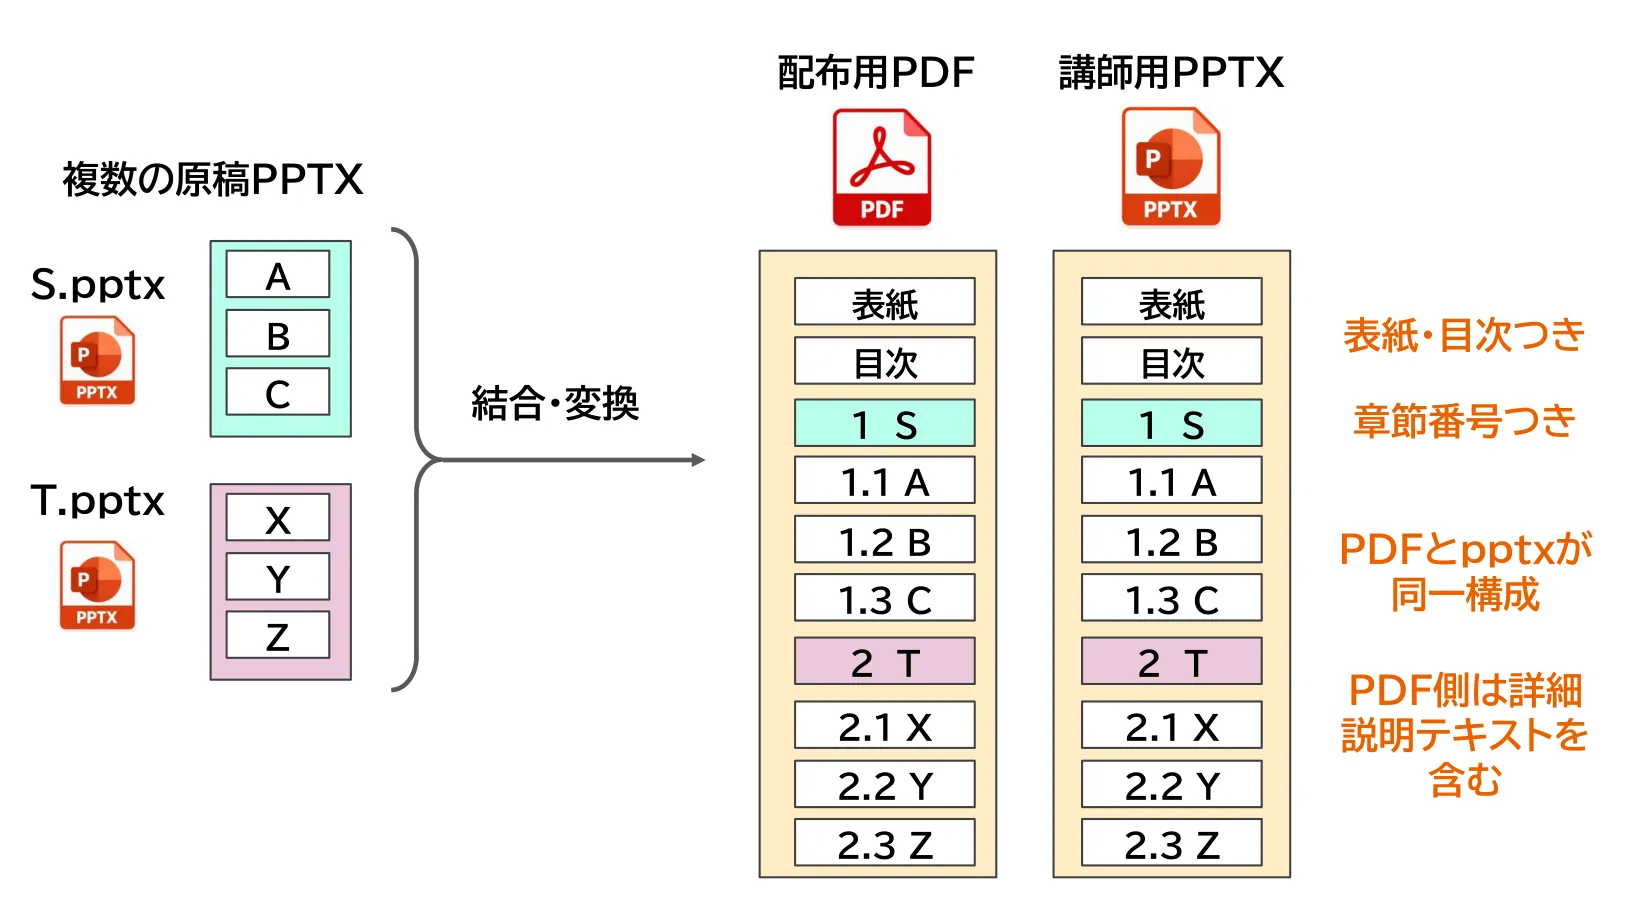 複数の原稿PPTX
S.pptx
P
PPTX
A
B
C
T.pptx
P
PPTX
X
Y
Z
結合・変換
配布用PDF
PDF
表紙
目次
1 S
1.1 A
1.2 B
1.3 C
2 T
2.1 X
2.2 Y
2.3 Z
講師用PPTX
P
PPTX
表紙
目次
1 S
1.1 A
1.2 B
1.3 C
2 T
2.1 X
2.2 Y
2.3 Z
表紙・目次つき
章節番号つき
PDFとpptxが
同一構成
PDF側は詳細
説明テキストを
含む